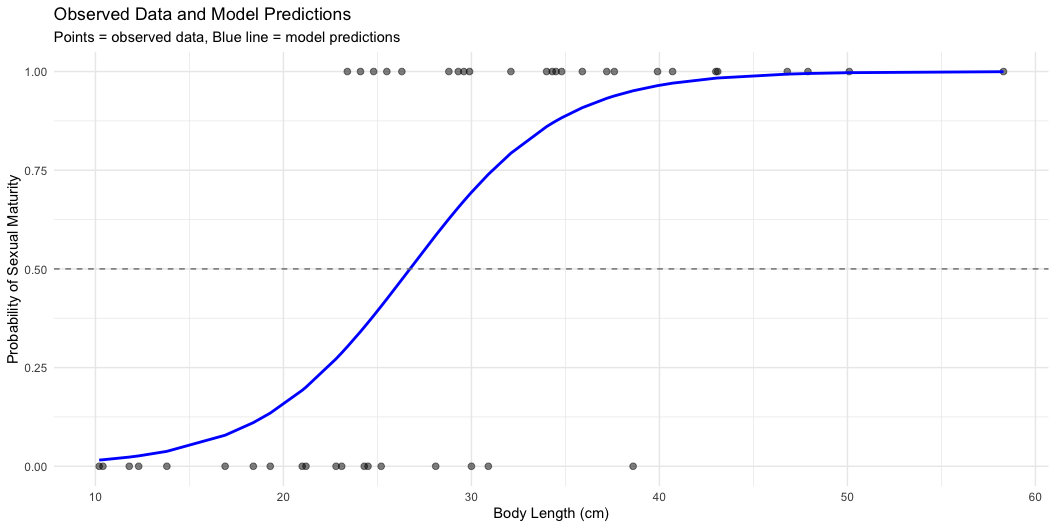 Observed Data and Model Predictions
Points = observed data, Blue line = model predictions
Probability of Sexual Maturity
1.00
0.75
0.50
0.25
0.00
10 20 30 40 50 60
Body Length (cm)